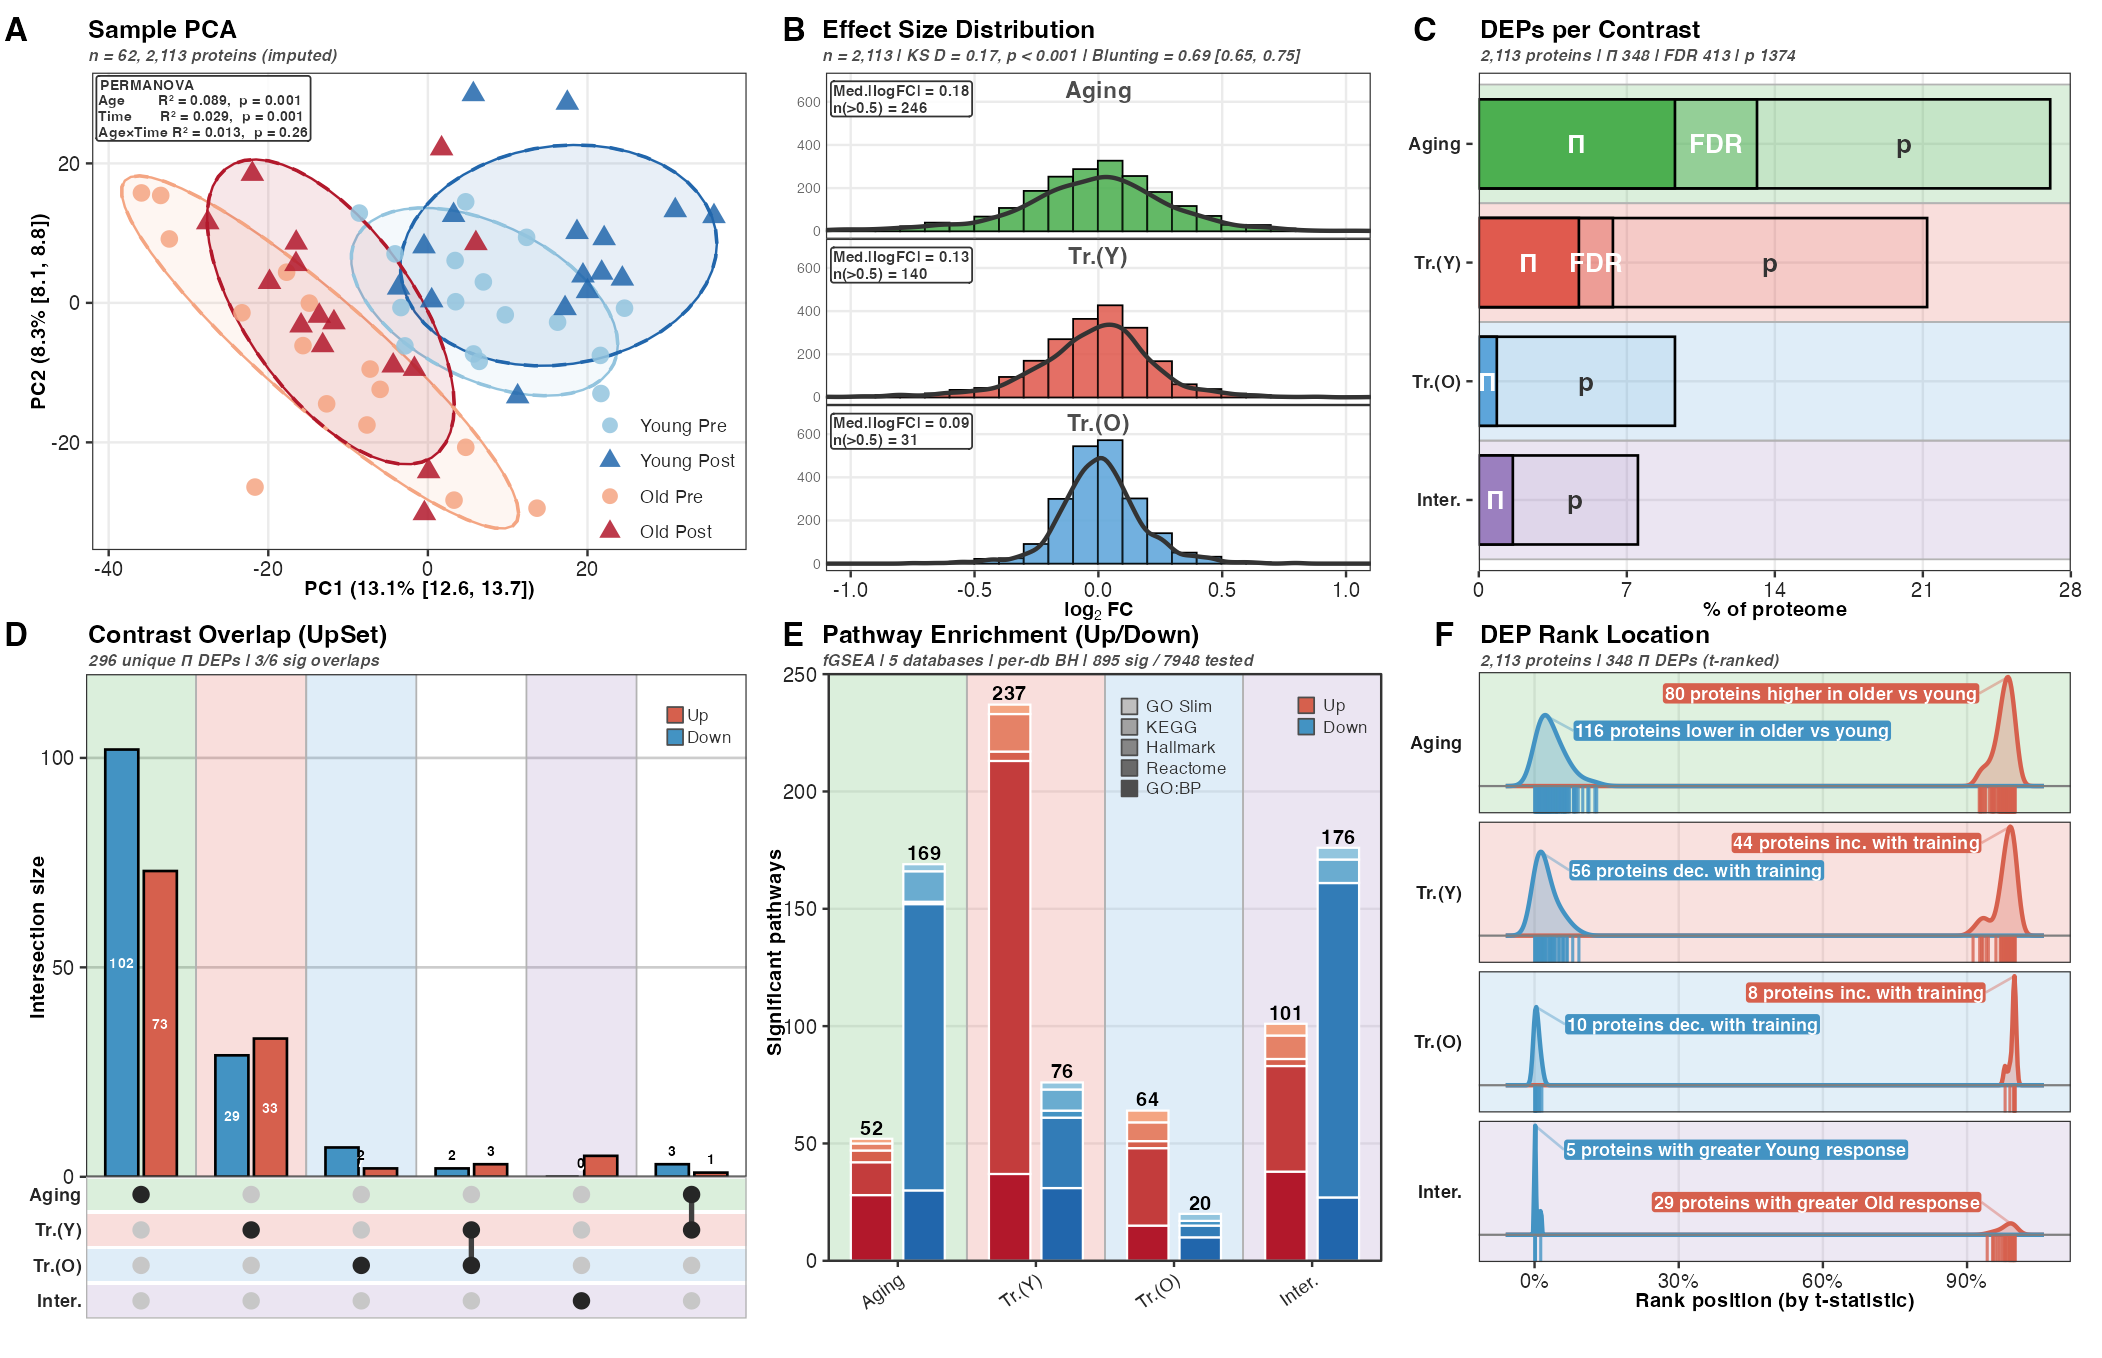 A
Sample PCA
n = 62, 2,113 proteins (imputed)
PERMANOVA
Age R² = 0.089, p = 0.001
Time R² = 0.029, p = 0.001
Age×Time R² = 0.013, p = 0.26
20
0
-20
-40
-20
0
20
PC2 (8.3% [8.1, 8.8])
PC1 (13.1% [12.6, 13.7])
Young Pre
Young Post
Old Pre
Old Post
B
Effect Size Distribution
n = 2,113 | KS D = 0.17, p < 0.001 | Blunting = 0.69 [0.65, 0.75]
Aging
Med.|logFC| = 0.18
n(>0.5) = 246
600
400
200
0
Tr.(Y)
Med.|logFC| = 0.13
n(>0.5) = 140
600
400
200
0
Tr.(O)
Med.|logFC| = 0.09
n(>0.5) = 31
600
400
200
0
-1.0
-0.5
0.0
0.5
1.0
log₂ FC
C
DEPs per Contrast
2,113 proteins | Π 348 | FDR 413 | p 1374
Aging
Π
FDR
p
Tr.(Y)
Π
FDR
p
Tr.(O)
Π
p
Inter.
Π
p
0
7
14
21
28
% of proteome
D
Contrast Overlap (UpSet)
296 unique Π DEPs | 3/6 sig overlaps
Up
Down
100
50
0
Intersection size
102
73
29
33
2
2
3
0
3
1
Aging
Tr.(Y)
Tr.(O)
Inter.
E
Pathway Enrichment (Up/Down)
fGSEA | 5 databases | per-db BH | 895 sig / 7948 tested
250
200
150
100
50
0
Significant pathways
GO Slim
KEGG
Hallmark
Reactome
GO:BP
Up
Down
52
169
237
76
64
20
101
176
Aging
Tr.(Y)
Tr.(O)
Inter.
F
DEP Rank Location
2,113 proteins | 348 Π DEPs (t-ranked)
Aging
80 proteins higher in older vs young
116 proteins lower in older vs young
Tr.(Y)
44 proteins inc. with training
56 proteins dec. with training
Tr.(O)
8 proteins inc. with training
10 proteins dec. with training
Inter.
5 proteins with greater Young response
29 proteins with greater Old response
0%
30%
60%
90%
Rank position (by t-statistic)